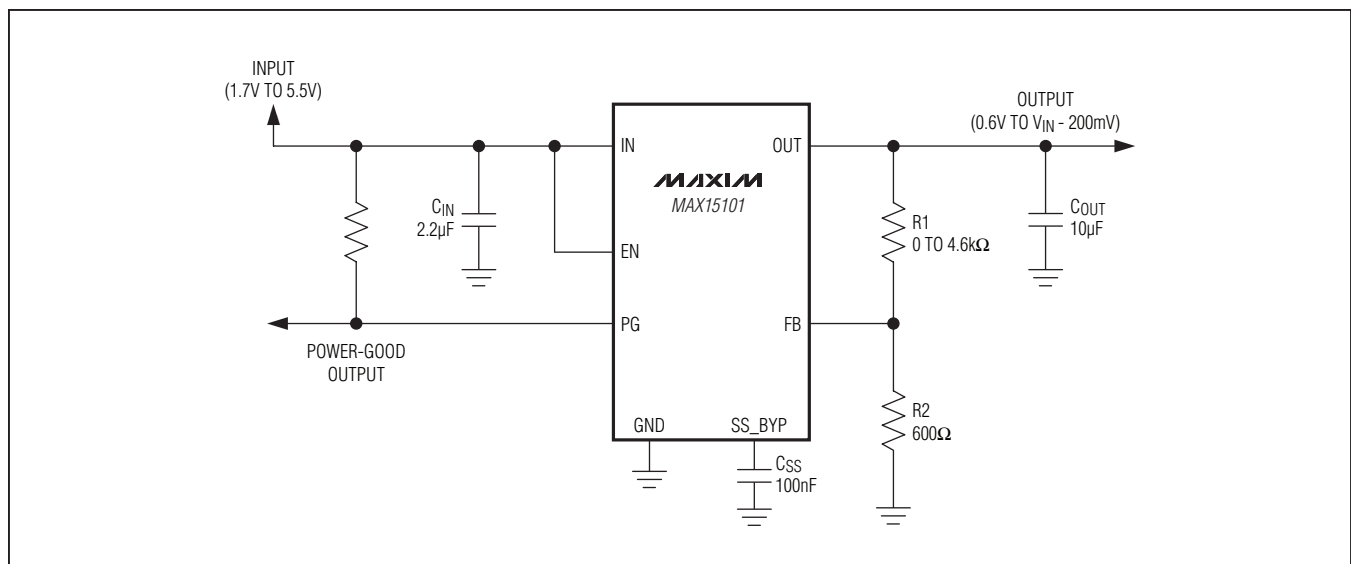 INPUT
(1.7V TO 5.5V)
OUTPUT
(0.6V TO VIN - 200mV)
IN
OUT
MAXIM
MAX15101
CIN
2.2µF
R1
0 TO 4.6kΩ
COUT
10µF
EN
PG
FB
POWER-GOOD
OUTPUT
R2
600Ω
GND
SS_BYP
CSS
100nF